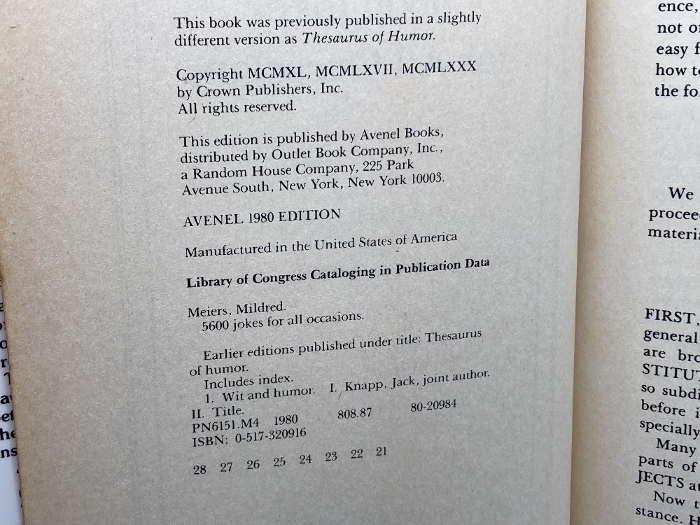 This book was previously published in a slightly
different version as Thesaurus of Humor.
Copyright MCMXL, MCMLXVII, MCMLXXX
by Crown Publishers, Inc.
All rights reserved.
This edition is published by Avenel Books,
distributed by Outlet Book Company, Inc.,
a Random House Company, 225 Park
Avenue South, New York, New York 10003.
AVENEL 1980 EDITION
Manufactured in the United States of America
Library of Congress Cataloging in Publication Data
Meiers, Mildred.
5600 jokes for all occasions.
Earlier editions published under title: Thesaurus
of humor.
Includes index.
1. Wit and humor. I. Knapp, Jack, joint author.
II. Title.
PN6151.M4 1980 808.87 80-20984
ISBN: 0-517-320916
28 27 26 25 24 23 22 21
ence,
not
easy
how
the
We
materi
FIRST,
general
are
STITU
so
before
specially
Many
parts of
JECTS
Now
stance,